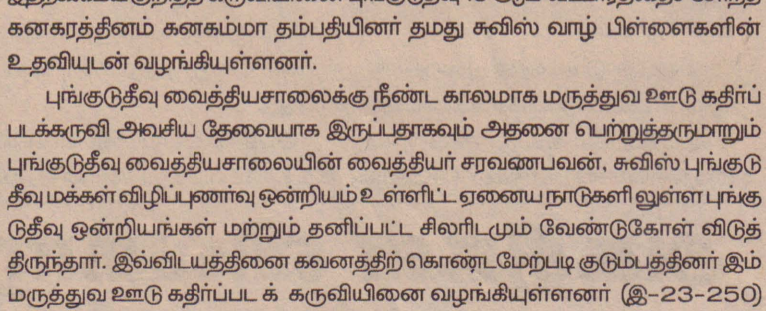 கனகரத்தினம் கனகம்மா தம்பதியினர் தமது சுவிஸ் வாழ் பிள்ளைகளின்
உதவியுடன் வழங்கியுள்ளனர்.
புங்குடுதீவு வைத்தியசாலைக்கு நீண்ட காலமாக மருத்துவ ஊடு கதிர்ப்
படக்கருவி அவசிய தேவையாக இருப்பதாகவும் அதனை பெற்றுத்தருமாறும்
புங்குடுதீவு வைத்தியசாலையின் வைத்தியர் சரவணபவன், சுவிஸ் புங்குடு
தீவு மக்கள் விழிப்புணர்வு ஒன்றியம் உள்ளிட்ட ஏனைய நாடுகளி லுள்ள புங்கு
டுதீவு ஒன்றியங்கள் மற்றும் தனிப்பட்ட சிலரிடமும் வேண்டுகோள் விடுத்
திருந்தார். இவ்விடயத்தினை கவனத்திற் கொண்டமேற்படி குடும்பத்தினர் இம்
மருத்துவ ஊடு கதிர்ப்பட க் கருவியினை வழங்கியுள்ளனர் (இ-23-250)